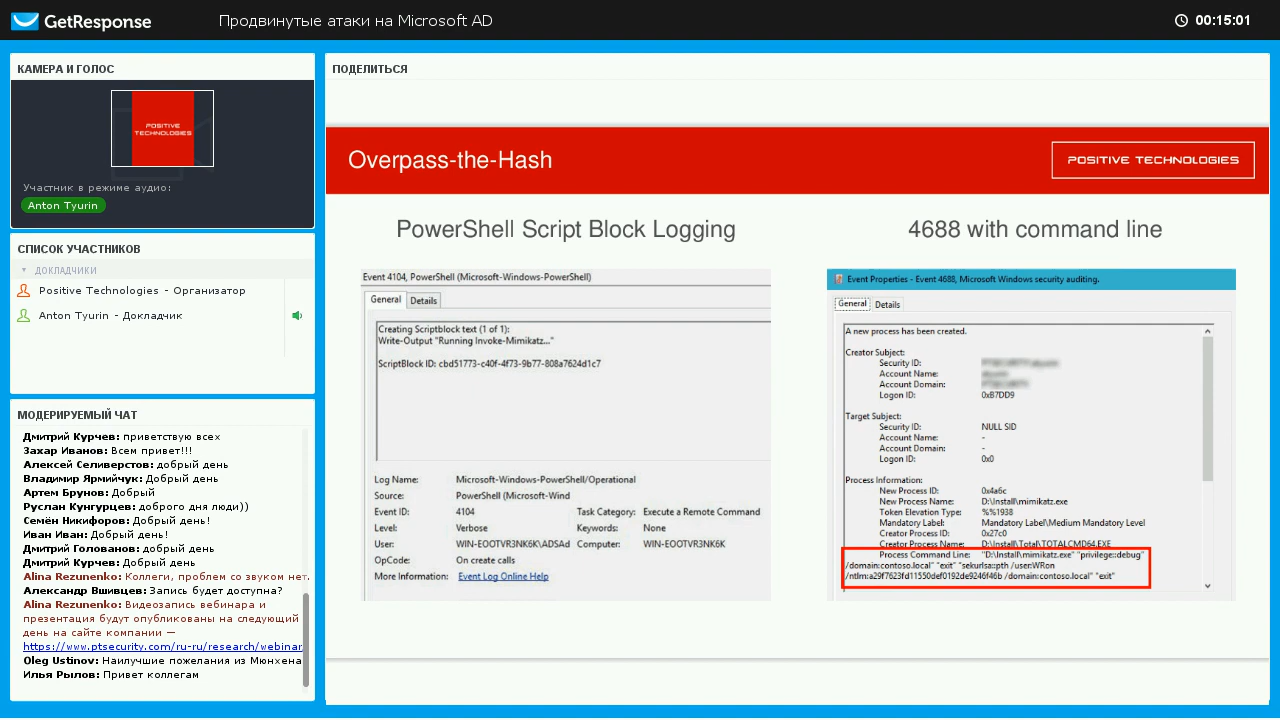 GetResponse
Продвинутые атаки на Microsoft AD
00:15:01
КАМЕРА И ГОЛОС
POSITIVE
TECHNOLOGIES
Участник в режиме аудио:
Anton Tyurin
СПИСОК УЧАСТНИКОВ
ДОКЛАДЧИКИ
Positive Technologies - Организатор
Anton Tyurin - Докладчик
МОДЕРИРУЕМЫЙ ЧАТ
Дмитрий Курчев: приветствую всех
Захар Иванов: Всем привет!!!
Алексей Селиверстов: добрый день
Владимир Ярмийчук: Добрый день
Артем Брунов: Добрый
Руслан Кунгурцев: доброго дня люди))
Семён Никифоров: Добрый день!
Иван Иван: Добрый день!
Дмитрий Голованов: добрый день
Дмитрий Курчев: Добрый день
Alina Rezunenko: Коллеги, проблем со звуком нет.
Александр Вшивцев: Запись будет доступна?
Alina Rezunenko: Видеозапись вебинара и
презентация будут опубликованы на следующий
день на сайте компании —
https://www.ptsecurity.com/ru-ru/research/webinar
Oleg Ustinov: Наилучшие пожелания из Мюнхена
Илья Рылов: Привет коллегам
ПОДЕЛИТЬСЯ
Overpass-the-Hash
POSITIVE TECHNOLOGIES
PowerShell Script Block Logging
Event 4104, PowerShell (Microsoft-Windows-PowerShell)
General Details
Creating Scriptblock text (1 of 1):
Write-Output "Running Invoke-Mimikatz..."
ScriptBlock ID: cbd51773-c40f-4f73-9b77-808a7624d1c7
Log Name: Microsoft-Windows-PowerShell/Operational
Source: PowerShell (Microsoft-Wind
Event ID: 4104 Task Category: Execute a Remote Command
Level: Verbose Keywords: None
User: WIN-EOOTVR3NK6K\ADSAd Computer: WIN-EOOTVR3NK6K
OpCode: On create calls
More Information: Event Log Online Help
4688 with command line
Event Properties - Event 4688, Microsoft Windows security auditing.
General Details
A new process has been created.
Creator Subject:
Security ID:
Account Name:
Account Domain:
Logon ID: 0xB7DD9
Target Subject:
Security ID: NULL SID
Account Name: -
Account Domain: -
Logon ID: 0x0
Process Information:
New Process ID: 0x4a6c
New Process Name: D:\Install\mimikatz.exe
Token Elevation Type: %%1938
Mandatory Label: Mandatory Label\Medium Mandatory Level
Creator Process ID: 0x27c0
Creator Process Name: D:\Install\Total\TOTALCMD64.EXE
Process Command Line: "D:\Install\mimikatz.exe" "privilege::debug"
/domain:contoso.local" "exit" "sekurlsa::pth /user:WRon
/ntlm:a29f7623fd11550def0192de9246f46b /domain:contoso.local" "exit"